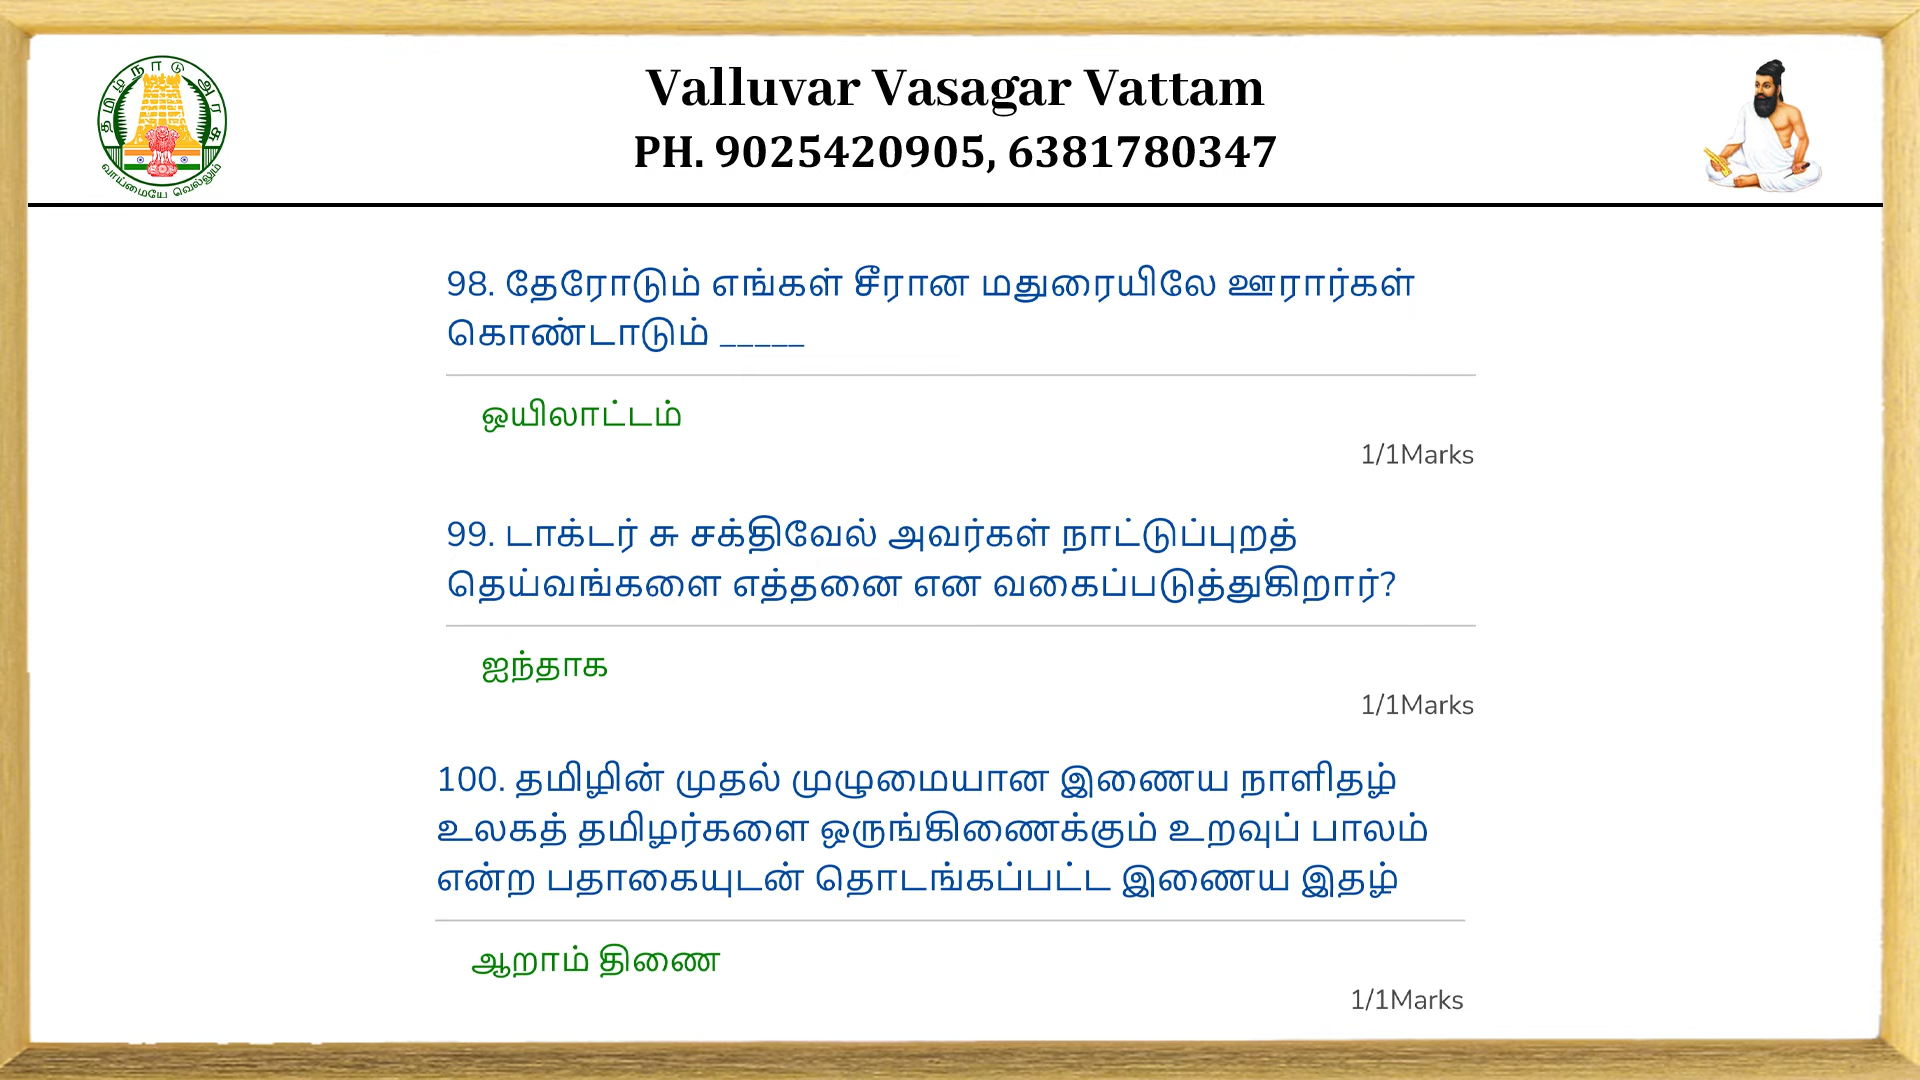 தமிழ் நாடு அரசு
வாய்மையே வெல்லும்
Valluvar Vasagar Vattam
PH. 9025420905, 6381780347
98. தேரோடும் எங்கள் சீரான மதுரையிலே ஊரார்கள்
கொண்டாடும் _____
ஒயிலாட்டம்
1/1Marks
99. டாக்டர் சு சக்திவேல் அவர்கள் நாட்டுப்புறத்
தெய்வங்களை எத்தனை என வகைப்படுத்துகிறார்?
ஐந்தாக
1/1Marks
100. தமிழின் முதல் முழுமையான இணைய நாளிதழ்
உலகத் தமிழர்களை ஒருங்கிணைக்கும் உறவுப் பாலம்
என்ற பதாகையுடன் தொடங்கப்பட்ட இணைய இதழ்
ஆறாம் திணை
1/1Marks